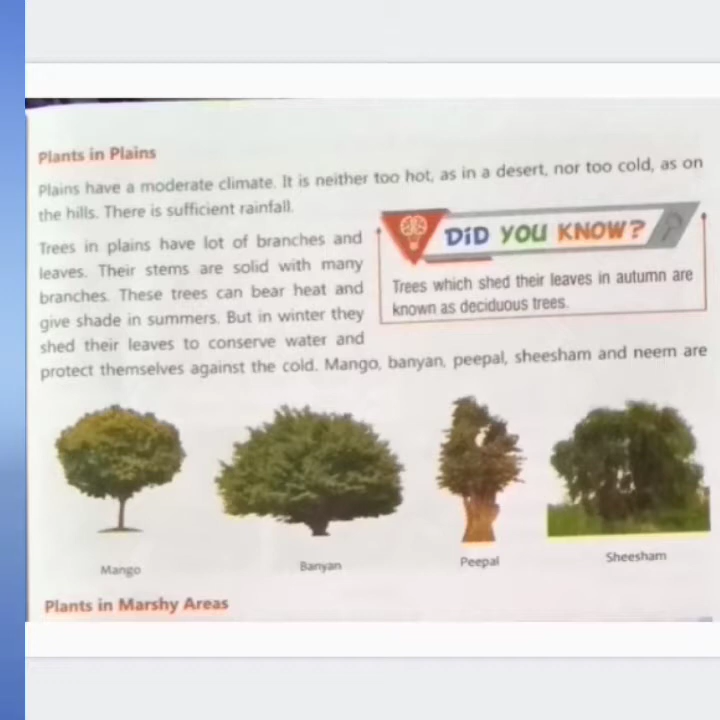 Plants in Plains
Plains have a moderate climate. It is neither too hot, as in a desert, nor too cold, as on
the hills. There is sufficient rainfall.
Trees in plains have lot of branches and
leaves. Their stems are solid with many
branches. These trees can bear heat and
give shade in summers. But in winter they
shed their leaves to conserve water and
protect themselves against the cold. Mango, banyan, peepal, sheesham and neem are
DiD YOU KNOW?
Trees which shed their leaves in autumn are
known as deciduous trees.
Mango
Banyan
Peepal
Sheesham
Plants in Marshy Areas